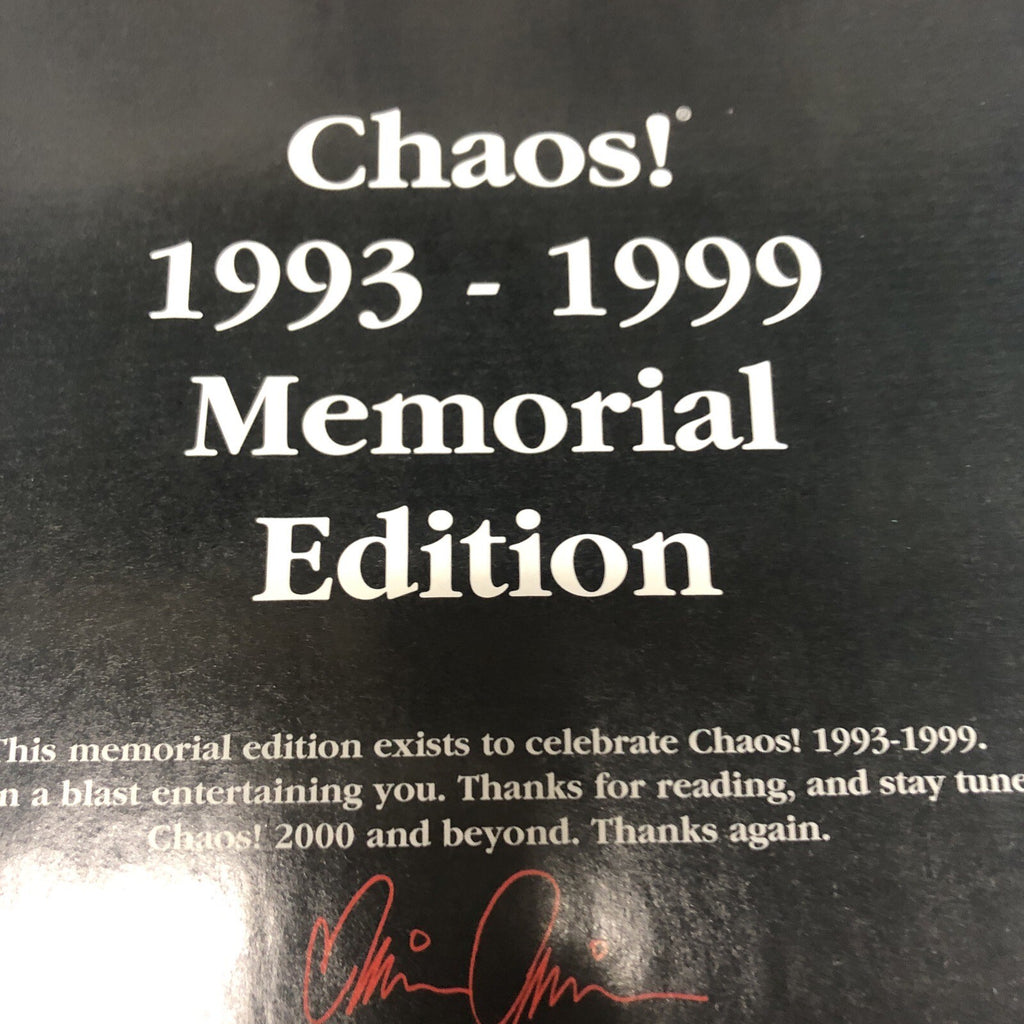 Chaos!®
1993 - 1999
Memorial
Edition
This memorial edition exists to celebrate Chaos! 1993-1999.
a blast entertaining you. Thanks for reading, and stay
Chaos! 2000 and beyond. Thanks again.